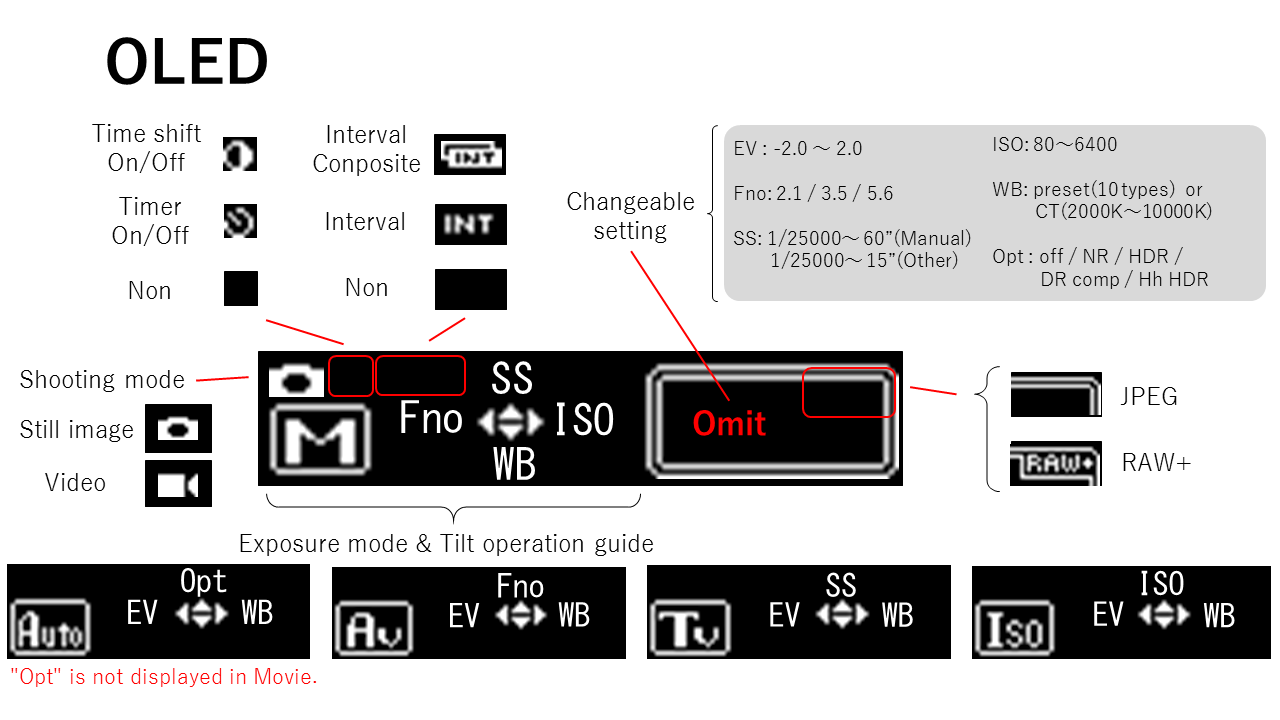 OLED
Time shift
On/Off
Interval
Conposite
INT
Timer
On/Off
Interval
INT
Non
Non
Changeable
setting
EV : -2.0 ～ 2.0
Fno: 2.1 / 3.5 / 5.6
SS: 1/25000～ 60”(Manual)
1/25000～ 15”(Other)
ISO: 80～6400
WB: preset(10 types) or
CT(2000K～10000K)
Opt : off / NR / HDR /
DR comp / Hh HDR
Shooting mode
Still image
Video
M
SS
Fno
ISO
WB
Omit
JPEG
RAW+
RAW+
Exposure mode & Tilt operation guide
Auto
Opt
EV
WB
Av
Fno
EV
WB
Tv
SS
EV
WB
Iso
ISO
EV
WB
"Opt" is not displayed in Movie.